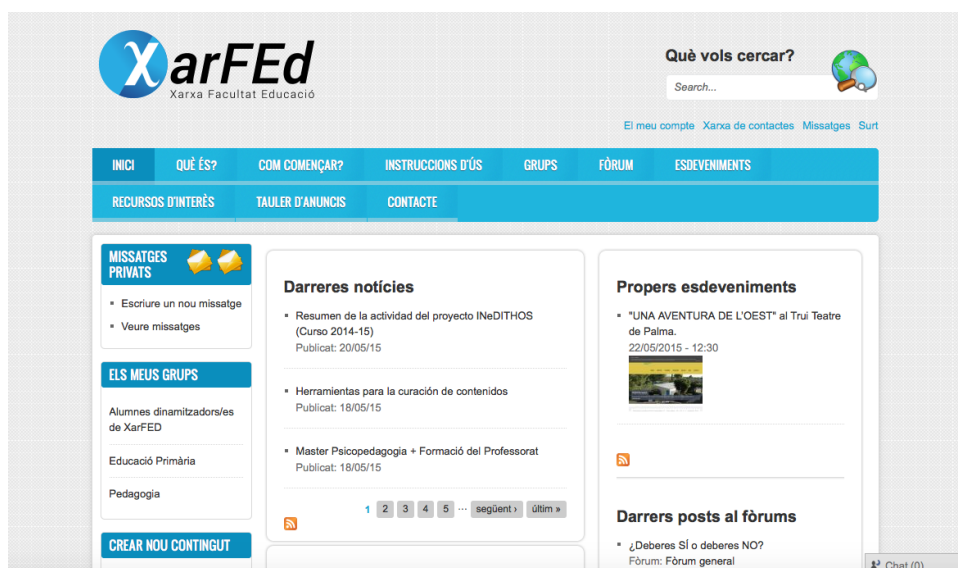 XarFEd
Xarxa Facultat Educació
Què vols cercar?
Search...
El meu compte Xarxa de contactes Missatges Surt
INICI QUÈ ÉS? COM COMENÇAR? INSTRUCCIONS D'ÚS GRUPS FÒRUM ESDEVENIMENTS
RECURSOS D'INTERÈS TAULER D'ANUNCIS CONTACTE
MISSATGES
PRIVATS
Escriure un nou missatge
Veure missatges
ELS MEUS GRUPS
Alumnes dinamitzadors/es
de XarFED
Educació Primària
Pedagogia
CREAR NOU CONTINGUT
Darreres notícies
Resumen de la actividad del proyecto INeDITHOS
(Curso 2014-15)
Publicat: 20/05/15
Herramientas para la curación de contenidos
Publicat: 18/05/15
Master Psicopedagogia + Formació del Professorat
Publicat: 18/05/15
1 2 3 4 5 ··· següent › últim »
Propers esdeveniments
"UNA AVENTURA DE L'OEST" al Trui Teatre
de Palma.
22/05/2015 - 12:30
Darrers posts al fòrums
¿Deberes SÍ o deberes NO?
Fòrum: Fòrum general
Chat (0)